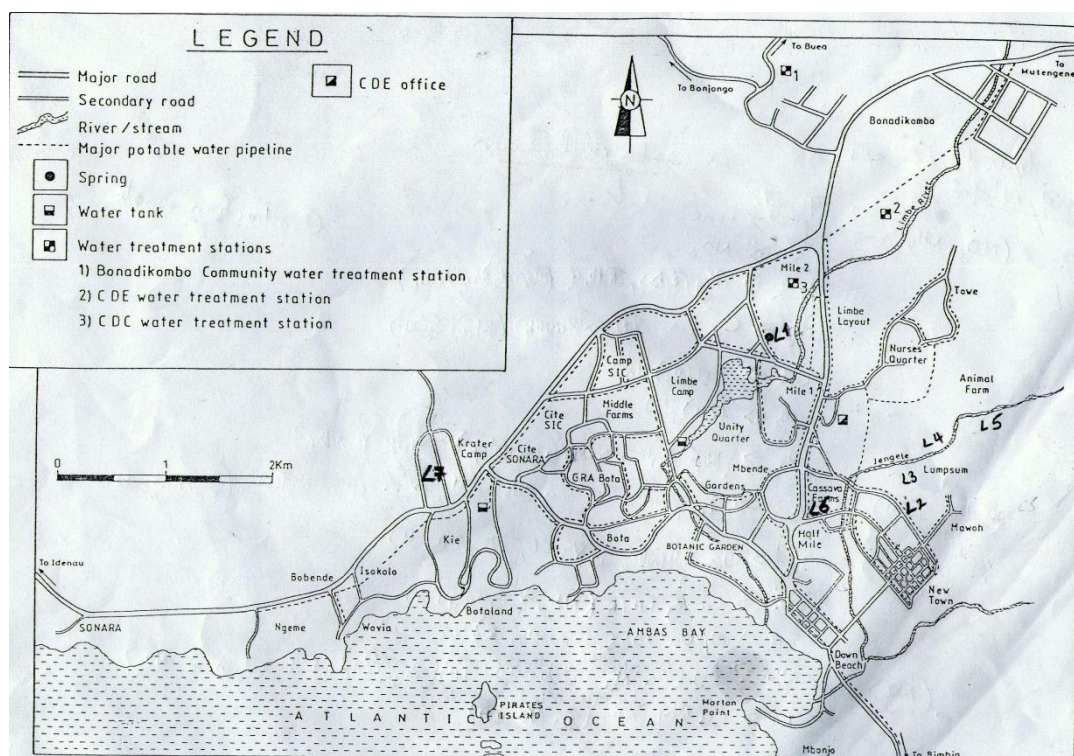 LEGEND
Major road
Secondary road
River/stream
Major potable water pipeline
Spring
Water tank
Water treatment stations
1) Bonadikombo Community water treatment station
2) CDE water treatment station
3) CDC water treatment station
CDE office
N
To Buea
1
To Bonjongo
To
Mutengene
Bonadikombo
2
Limbe River
Mile 2
3
Limbe
Layout
Towe
L1
Nurses'
Quarter
Camp
SIC
Limbe
Camp
Mile 1
Animal
Farm
Middle
Farms
Cite
SIC
Unity
Quarter
L5
L4
Jengele
Krater
Camp
Cite
SONARA
0 1 2Km
L7
GRA Bota
Mbende
L3
Lumpsum
Gardens
Cassava
Farms
L6
L2
Mawoh
Kie
Bota
BOTANIC GARDEN
Half
Mile
To Idenau
Bobende
Isokolo
New
Town
SONARA
Ngeme
Wovia
Botaland
AMBAS BAY
Down
Beach
PIRATES
ISLAND
Morton
Point
ATLANTIC OCEAN
Mbonjo
To Bimbia